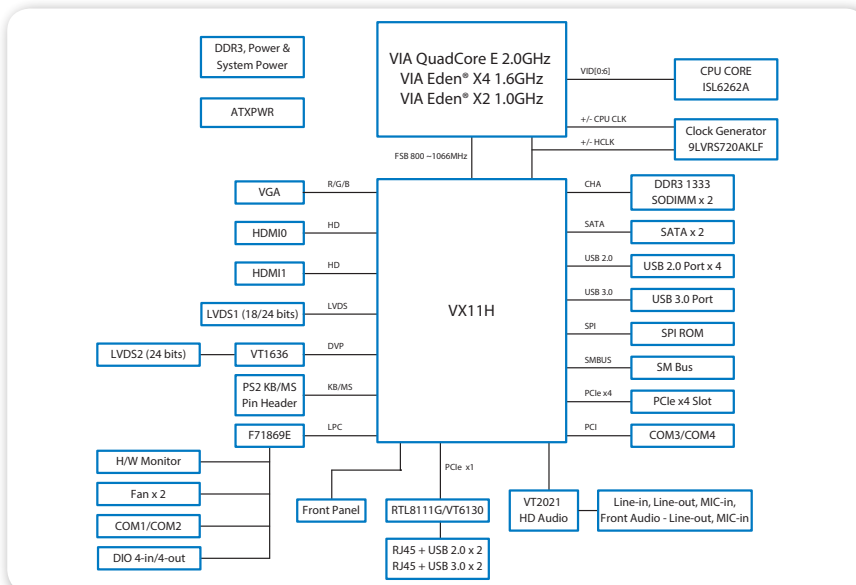 DDR3, Power &
System Power
ATXPWR
VIA QuadCore E 2.0GHz
VIA Eden® X4 1.6GHz
VIA Eden® X2 1.0GHz
VID[0:6]
CPU CORE
ISL6262A
+/- CPU CLK
+/- HCLK
Clock Generator
9LVRS720AKLF
FSB 800 –1066MHz
VGA
R/G/B
HDMI0
HD
HDMI1
HD
LVDS1 (18/24 bits)
LVDS
LVDS2 (24 bits)
VT1636
DVP
PS2 KB/MS
Pin Header
KB/MS
F71869E
LPC
VX11H
CHA
DDR3 1333
SODIMM x 2
SATA
SATA x 2
USB 2.0
USB 2.0 Port x 4
USB 3.0
USB 3.0 Port
SPI
SPI ROM
SMBUS
SM Bus
PCIe x4
PCIe x4 Slot
PCI
COM3/COM4
H/W Monitor
Fan x 2
COM1/COM2
DIO 4-in/4-out
Front Panel
PCIe x1
RTL8111G/VT6130
RJ45 + USB 2.0 x 2
RJ45 + USB 3.0 x 2
VT2021
HD Audio
Line-in, Line-out, MIC-in,
Front Audio - Line-out, MIC-in